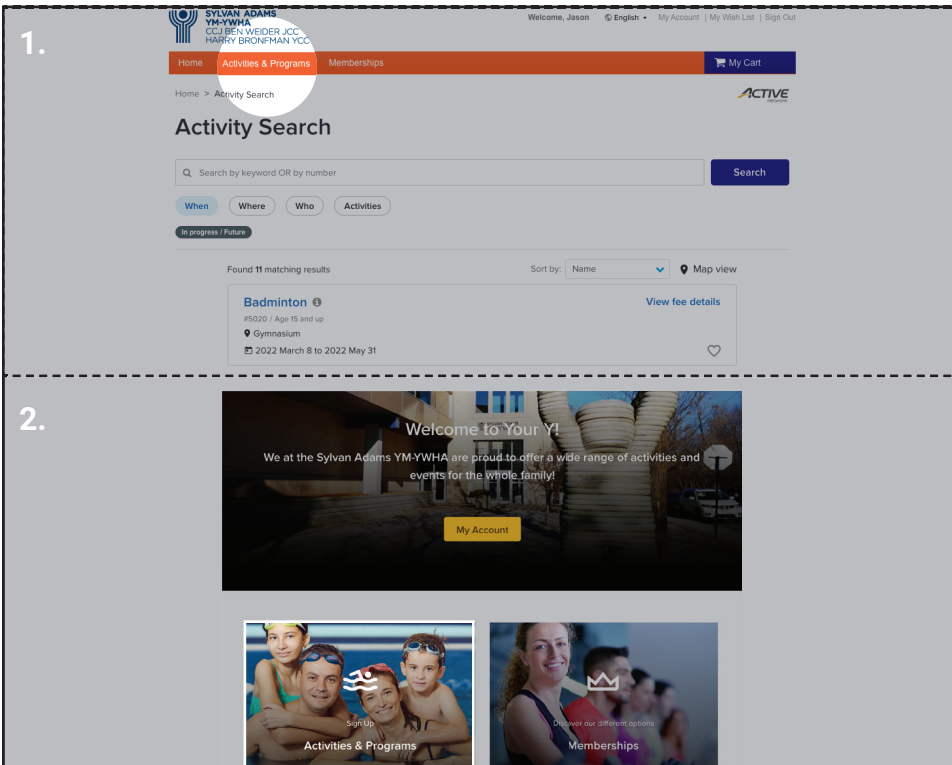 1.
SYLVAN ADAMS
YM-YWHA
CCJ BEN WEIDER JCC
HARRY BRONFMAN YCC
Welcome, Jason English My Account | My Wish List | Sign Out
Home Activities & Programs Memberships My Cart
Home > Activity Search
ACTIVE
network
Activity Search
Search by keyword OR by number Search
When Where Who Activities
In progress / Future
Found 11 matching results Sort by: Name Map view
Badminton View fee details
#5020 / Age 15 and up
Gymnasium
2022 March 8 to 2022 May 31
2.
Welcome to Your Y!
We at the Sylvan Adams YM-YWHA are proud to offer a wide range of activities and
events for the whole family!
My Account
Sign Up
Activities & Programs
Discover our different options
Memberships